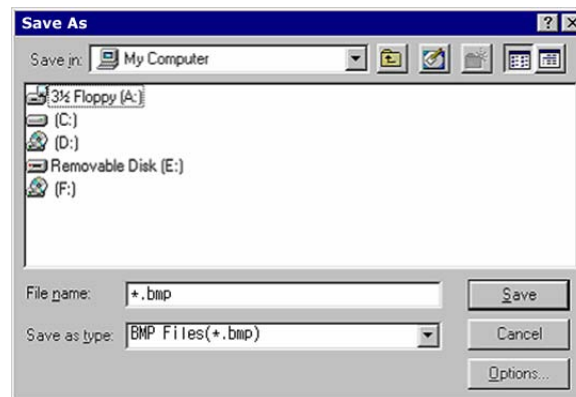 Save As
Save in: My Computer
3½ Floppy (A:)
(C:)
(D:)
Removable Disk (E:)
(F:)
File name: *.bmp Save
Save as type: BMP Files(*.bmp) Cancel
Options...